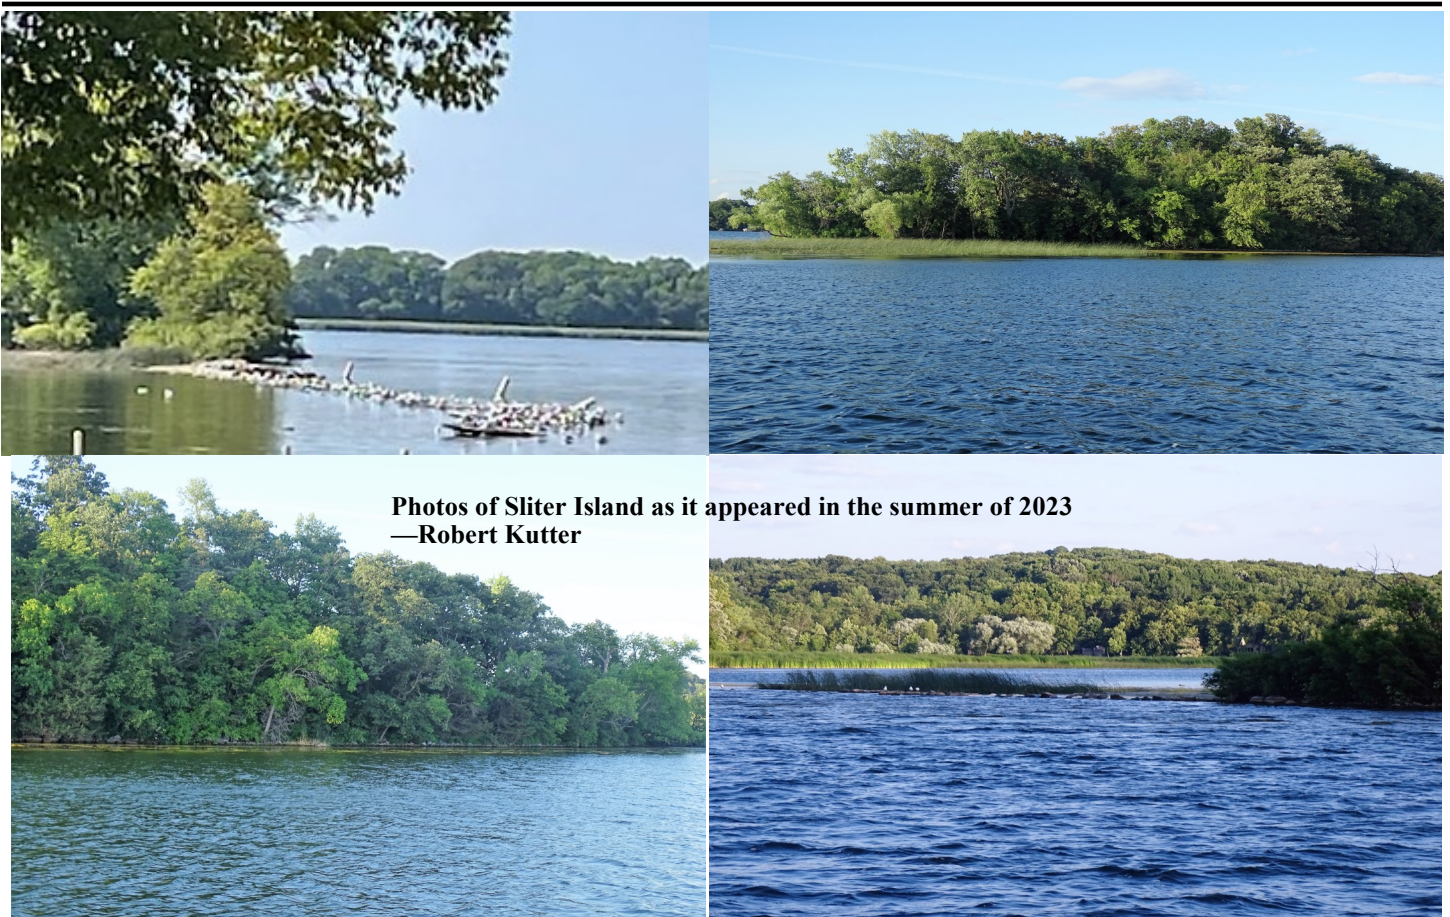 Photos of Sliter Island as it appeared in the summer of 2023
—Robert Kutter